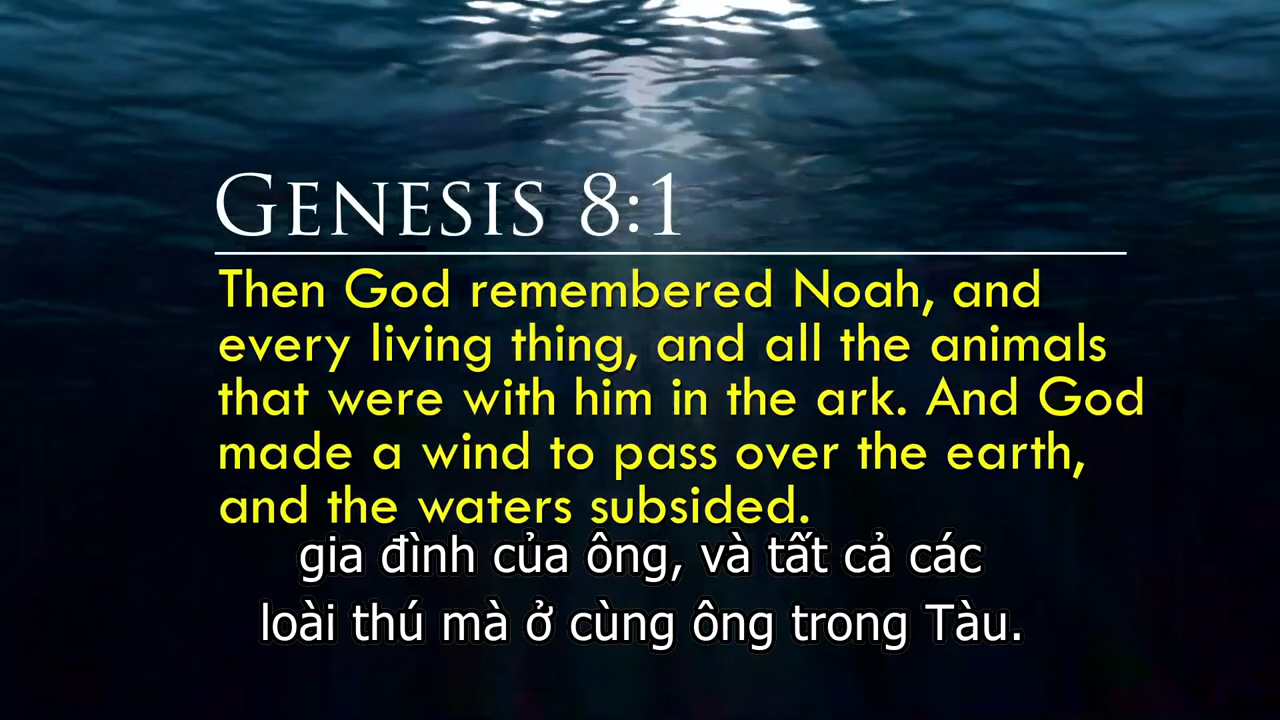 GENESIS 8:1
Then God remembered Noah, and
every living thing, and all the animals
that were with him in the ark. And God
made a wind to pass over the earth,
and the waters subsided.
gia đình của ông, và tất cả các
loài thú mà ở cùng ông trong Tàu.